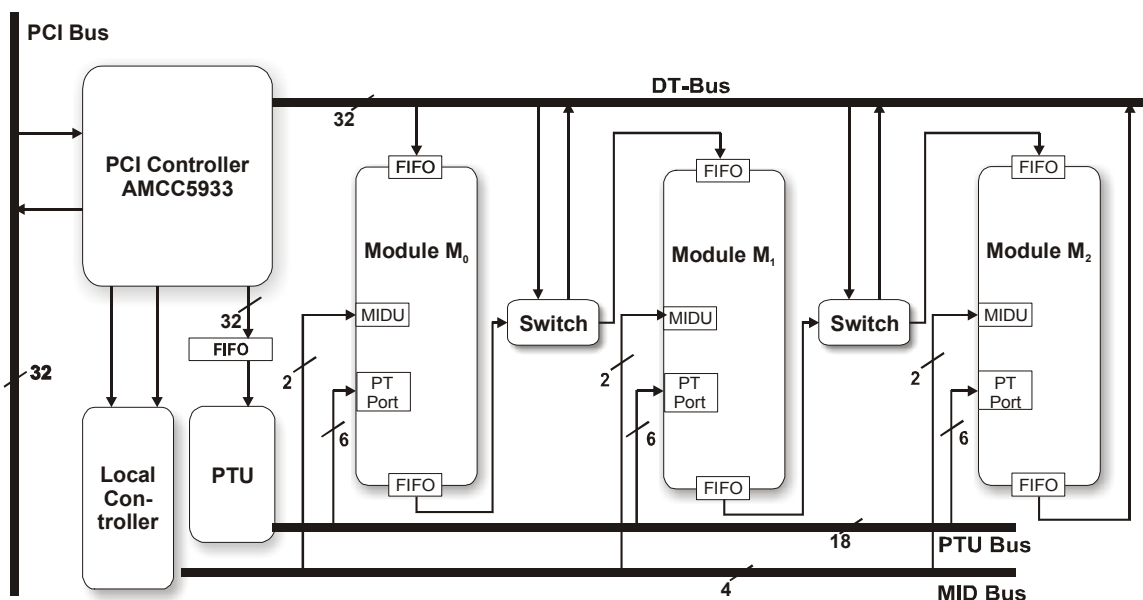 PCI Bus
DT-Bus
32
PCI Controller
AMCC5933
FIFO
Module M₀
MIDU
PT
Port
FIFO
2
6
Switch
FIFO
Module M₁
MIDU
PT
Port
FIFO
2
6
Switch
FIFO
Module M₂
MIDU
PT
Port
FIFO
2
6
32
FIFO
32
Local
Con-
troller
PTU
18
PTU Bus
4
MID Bus